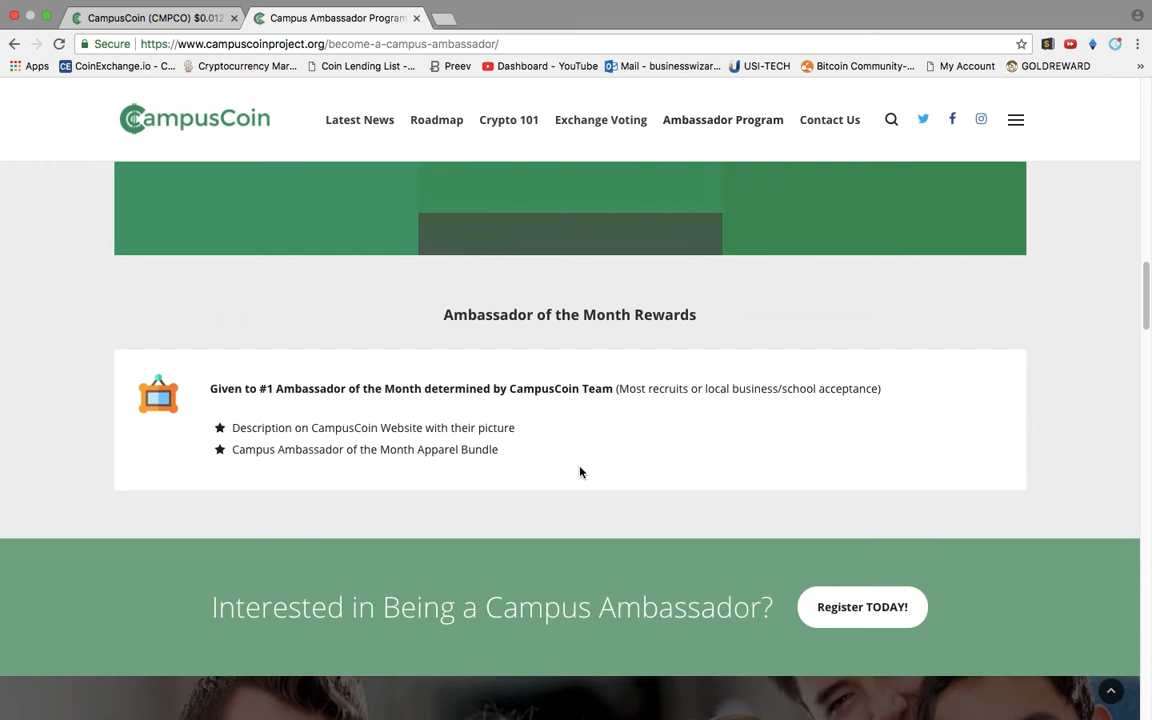 CampusCoin (CMPCO) $0.012
Campus Ambassador Program
Secure
https://www.campuscoinproject.org/become-a-campus-ambassador/
Apps
CoinExchange.io - C...
Cryptocurrency Mar...
Coin Lending List -...
Preev
Dashboard - YouTube
Mail - businesswizar...
USI-TECH
Bitcoin Community-...
My Account
GOLDREWARD
»
CampusCoin
Latest News
Roadmap
Crypto 101
Exchange Voting
Ambassador Program
Contact Us
Ambassador of the Month Rewards
Given to #1 Ambassador of the Month determined by CampusCoin Team (Most recruits or local business/school acceptance)
Description on CampusCoin Website with their picture
Campus Ambassador of the Month Apparel Bundle
Interested in Being a Campus Ambassador?
Register TODAY!